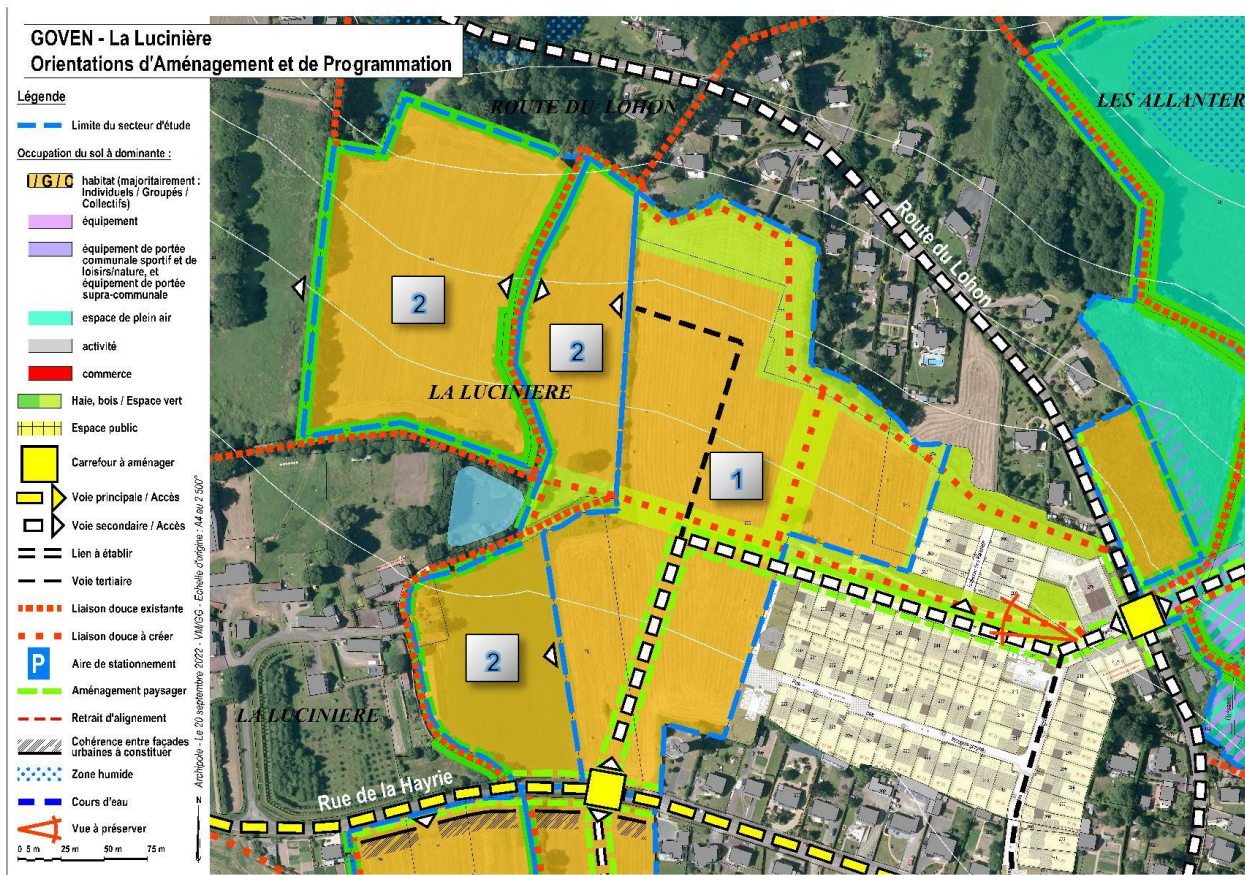 GOVEN - La Lucinière
Orientations d'Aménagement et de Programmation
Légende
Limite du secteur d'étude
Occupation du sol à dominante :
I / G / C
habitat (majoritairement :
Individuels / Groupés /
Collectifs)
équipement
équipement de portée
communale sportif et de
loisirs/nature, et
équipement de portée
supra-communale
espace de plein air
activité
commerce
Haie, bois / Espace vert
Espace public
Carrefour à aménager
Voie principale / Accès
Voie secondaire / Accès
Lien à établir
Voie tertiaire
Liaison douce existante
Liaison douce à créer
P
Aire de stationnement
Aménagement paysager
Retrait d'alignement
Cohérence entre façades
urbaines à constituer
Zone humide
Cours d'eau
Vue à préserver
0 5 m 25 m 50 m 75 m
N
Archipole - Le 20 septembre 2022 - VM/GG - Echelle d'origine : A4 au 2 500°
ROUTE DU LOHON
LES ALLANTER
Route du Lohon
2
2
LA LUCINIERE
1
2
LA LUCINIERE
Rue de la Hayrie